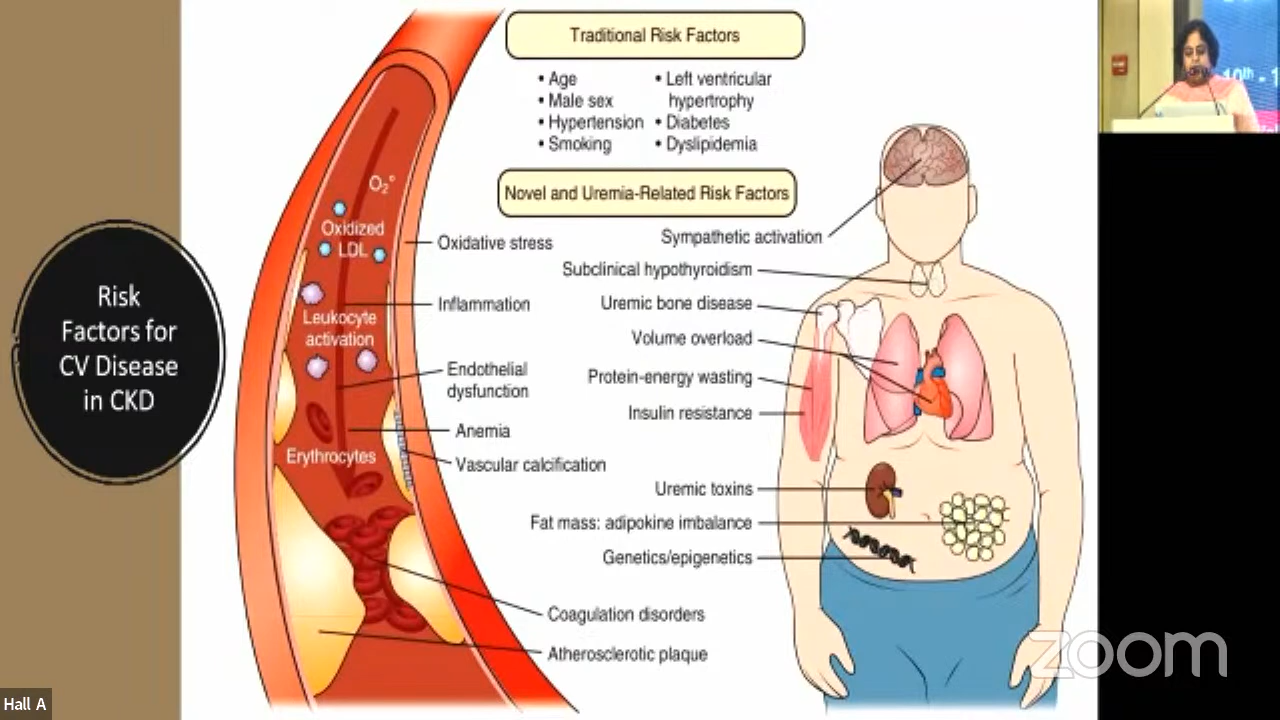 Risk
Factors for
CV Disease
in CKD
Traditional Risk Factors
• Age
• Male sex
• Hypertension
• Smoking
• Left ventricular
hypertrophy
• Diabetes
• Dyslipidemia
Novel and Uremia-Related Risk Factors
O₂°
Oxidized
LDL
Leukocyte
activation
Erythrocytes
Oxidative stress
Inflammation
Endothelial
dysfunction
Anemia
Vascular calcification
Coagulation disorders
Atherosclerotic plaque
Sympathetic activation
Subclinical hypothyroidism
Uremic bone disease
Volume overload
Protein-energy wasting
Insulin resistance
Uremic toxins
Fat mass: adipokine imbalance
Genetics/epigenetics
10th - 1
zoom
Hall A